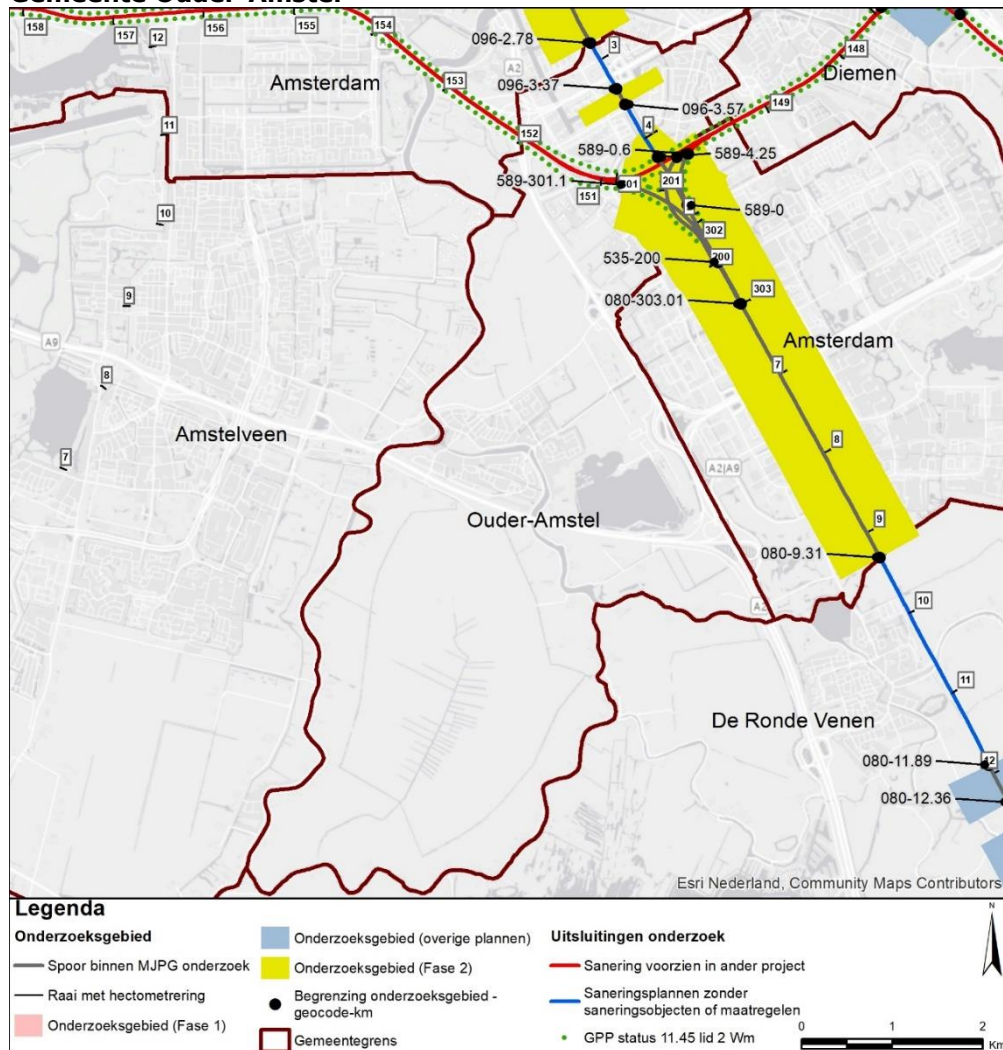 Gemeente Ouder-Amstel
158
157
12
156
155
154
096-2.78
3
148
Amsterdam
A2
Diemen
153
096-3.37
096-3.57
149
11
152
4
589-0.6
589-4.25
589-301.1
301
201
151
10
589-0
302
535-200
200
9
080-303.01
303
A9
Amsterdam
7
8
Amstelveen
8
7
A2|A9
Ouder-Amstel
9
080-9.31
A2
10
11
De Ronde Venen
080-11.89
12
080-12.36
Esri Nederland, Community Maps Contributors
Legenda
Onderzoeksgebied
Spoor binnen MJPG onderzoek
Raai met hectometrering
Onderzoeksgebied (Fase 1)
Onderzoeksgebied (overige plannen)
Onderzoeksgebied (Fase 2)
Begrenzing onderzoeksgebied -
geocode-km
Gemeentegrens
Uitsluitingen onderzoek
Sanering voorzien in ander project
Saneringsplannen zonder
saneringsobjecten of maatregelen
GPP status 11.45 lid 2 Wm
N
0 1 2
Km